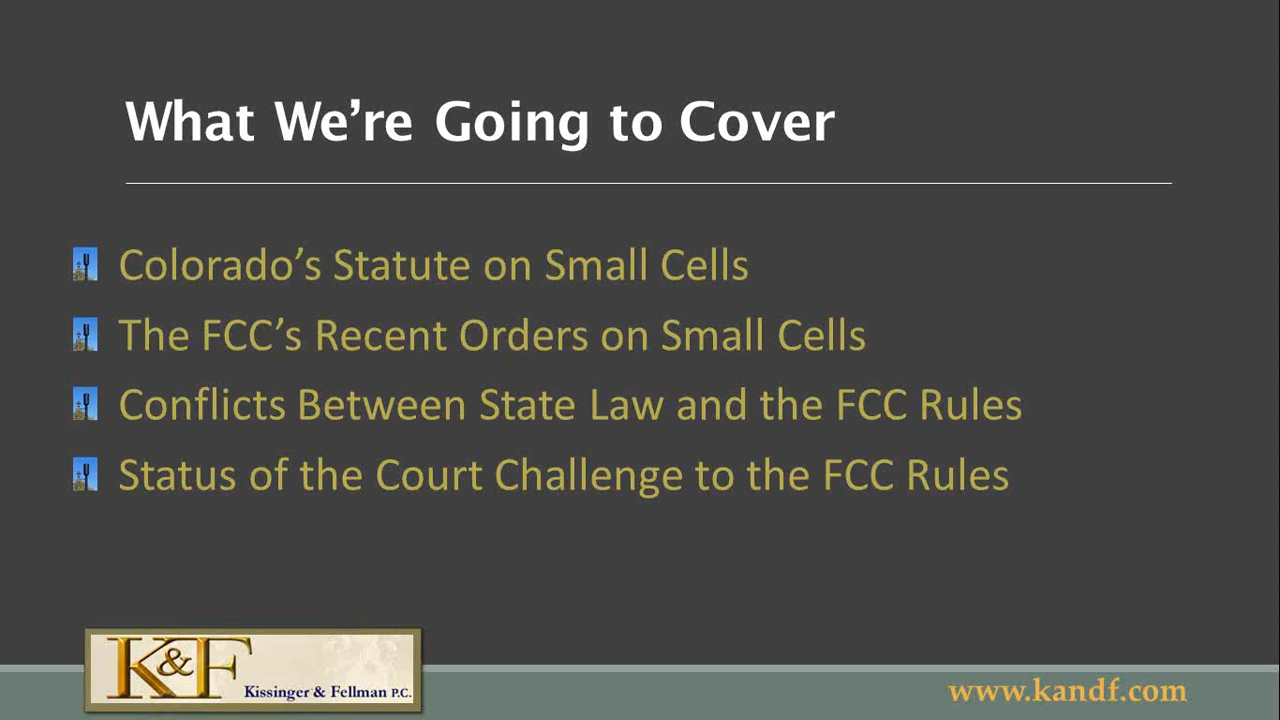 What We’re Going to Cover
Colorado’s Statute on Small Cells
The FCC’s Recent Orders on Small Cells
Conflicts Between State Law and the FCC Rules
Status of the Court Challenge to the FCC Rules
K&F
Kissinger & Fellman P.C.
www.kandf.com